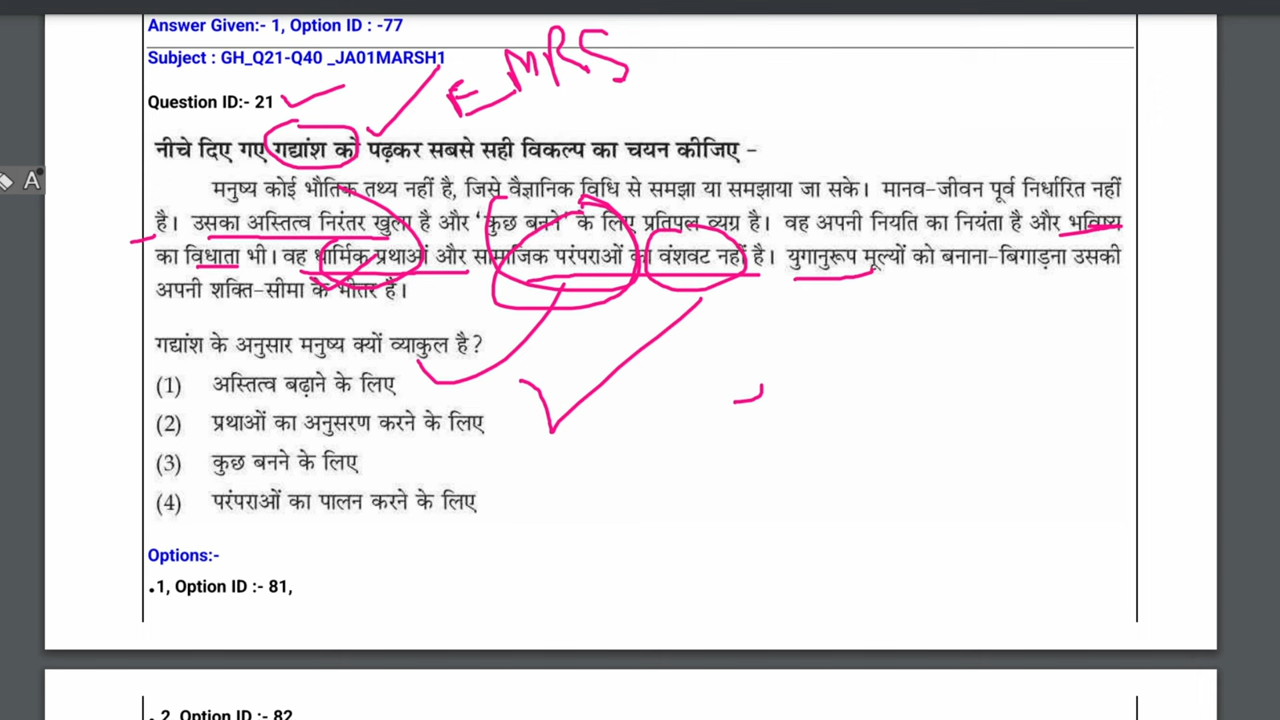 Answer Given:- 1, Option ID : -77
Subject : GH_Q21-Q40 _JA01MARSH1
EMRS
Question ID:- 21
नीचे दिए गए गद्यांश को पढ़कर सबसे सही विकल्प का चयन कीजिए –
मनुष्य कोई भौतिक तथ्य नहीं है, जिसे वैज्ञानिक विधि से समझा या समझाया जा सके। मानव-जीवन पूर्व निर्धारित नहीं
है। उसका अस्तित्व निरंतर खुला है और 'कुछ बनने' के लिए प्रतिपल व्यग्र है। वह अपनी नियति का नियंता है और भविष्य
का विधाता भी। वह धार्मिक प्रथाओं और सामाजिक परंपराओं का वंशवट नहीं है। युगानुरूप मूल्यों को बनाना-बिगाड़ना उसकी
अपनी शक्ति-सीमा के भीतर है।
गद्यांश के अनुसार मनुष्य क्यों व्याकुल है?
(1) अस्तित्व बढ़ाने के लिए
(2) प्रथाओं का अनुसरण करने के लिए
(3) कुछ बनने के लिए
(4) परंपराओं का पालन करने के लिए
Options:-
.1, Option ID :- 81,
. 2, Option ID :- 82
A